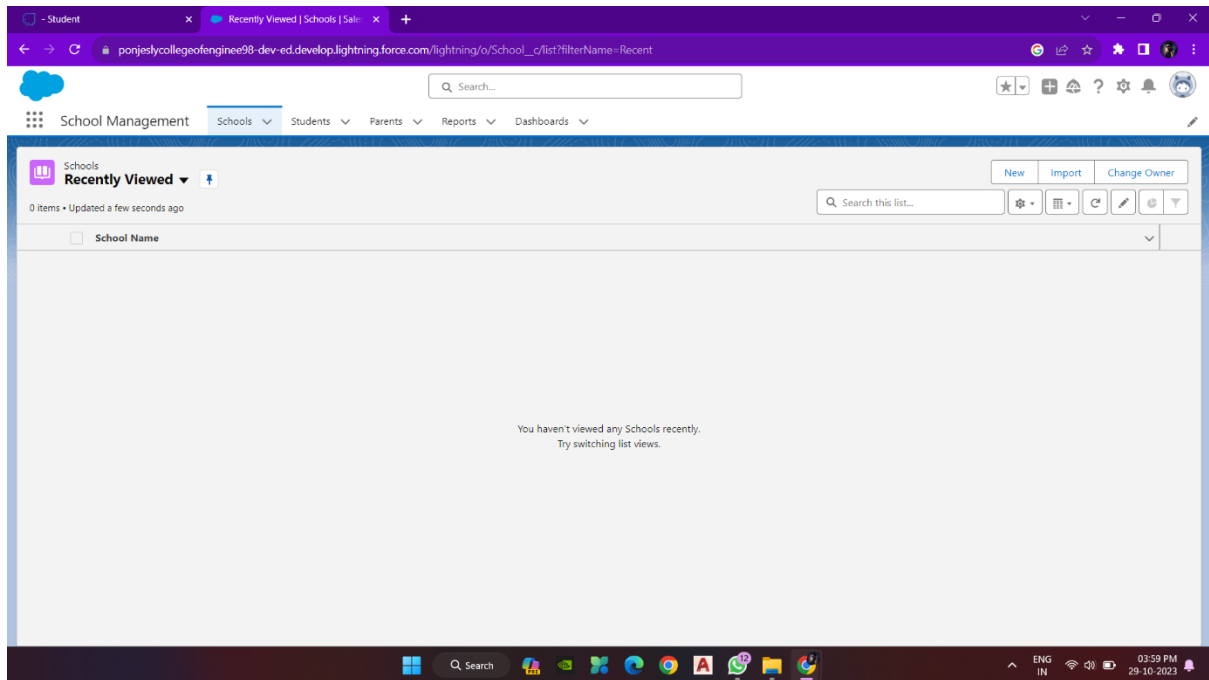 - Student
Recently Viewed | Schools | Sale
ponjeslycollegeofenginee98-dev-ed.develop.lightning.force.com/lightning/o/School__c/list?filterName=Recent
Search...
School Management
Schools
Students
Parents
Reports
Dashboards
Schools
Recently Viewed
New
Import
Change Owner
0 items • Updated a few seconds ago
Search this list...
School Name
You haven't viewed any Schools recently.
Try switching list views.
Search
12
ENG
IN
03:59 PM
29-10-2023